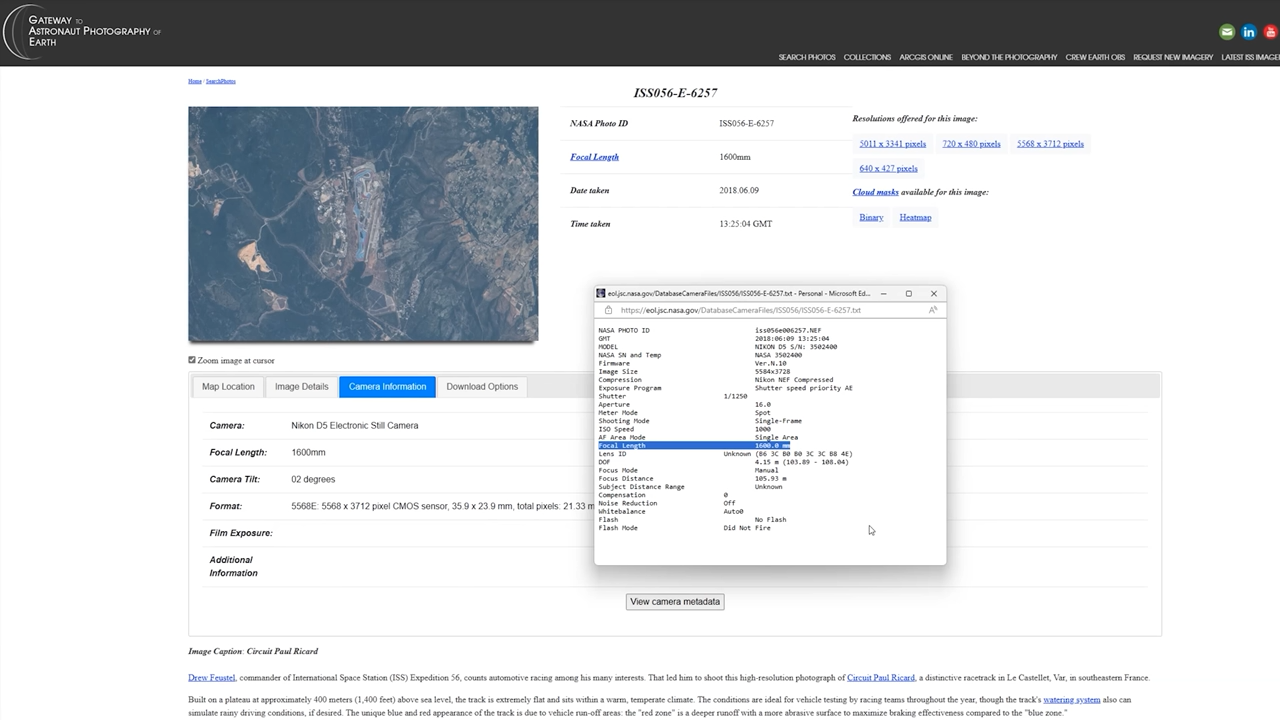 GATEWAY TO
ASTRONAUT PHOTOGRAPHY OF
EARTH
SEARCH PHOTOS COLLECTIONS ARCGIS ONLINE BEYOND THE PHOTOGRAPHY CREW EARTH OBS REQUEST NEW IMAGERY LATEST ISS IMAGE
Home > SearchPhotos
ISS056-E-6257
NASA Photo ID ISS056-E-6257
Focal Length 1600mm
Date taken 2018.06.09
Time taken 13:25:04 GMT
Resolutions offered for this image:
5011 x 3341 pixels 720 x 480 pixels 5568 x 3712 pixels
640 x 427 pixels
Cloud masks available for this image:
Binary Heatmap
Zoom image at cursor
Map Location Image Details Camera Information Download Options
Camera: Nikon D5 Electronic Still Camera
Focal Length: 1600mm
Camera Tilt: 02 degrees
Format: 5568E: 5568 x 3712 pixel CMOS sensor, 35.9 x 23.9 mm, total pixels: 21.33 m
Film Exposure:
Additional
Information
View camera metadata
eol.jsc.nasa.gov/DatabaseCameraFiles/ISS056/ISS056-E-6257.txt - Personal - Microsoft Ed...
https://eol.jsc.nasa.gov/DatabaseCameraFiles/ISS056/ISS056-E-6257.txt
NASA PHOTO ID iss056e006257.NEF
GMT 2018:06:09 13:25:04
MODEL NIKON D5 S/N: 3502400
NASA SN and Temp NASA 3502400
Firmware Ver.N.10
Image Size 5584x3728
Compression Nikon NEF Compressed
Exposure Program Shutter speed priority AE
Shutter 1/1250
Aperture 16.0
Meter Mode Spot
Shooting Mode Single-Frame
ISO Speed 1000
AF Area Mode Single Area
Focal Length 1600.0 mm
Lens ID Unknown (B6 3C B0 B0 3C 3C B8 4E)
DOF 4.15 m (103.89 - 108.04)
Focus Mode Manual
Focus Distance 105.93 m
Subject Distance Range Unknown
Compensation 0
Noise Reduction Off
Whitebalance Auto0
Flash No Flash
Flash Mode Did Not Fire
Image Caption: Circuit Paul Ricard
Drew Feustel, commander of International Space Station (ISS) Expedition 56, counts automotive racing among his many interests. That led him to shoot this high-resolution photograph of Circuit Paul Ricard, a distinctive racetrack in Le Castellet, Var, in southeastern France.
Built on a plateau at approximately 400 meters (1,400 feet) above sea level, the track is extremely flat and sits within a warm, temperate climate. The conditions are ideal for vehicle testing by racing teams throughout the year, though the track's watering system also can
simulate rainy driving conditions, if desired. The unique blue and red appearance of the track is due to vehicle run-off areas: the "red zone" is a deeper runoff with a more abrasive surface to maximize braking effectiveness compared to the "blue zone."